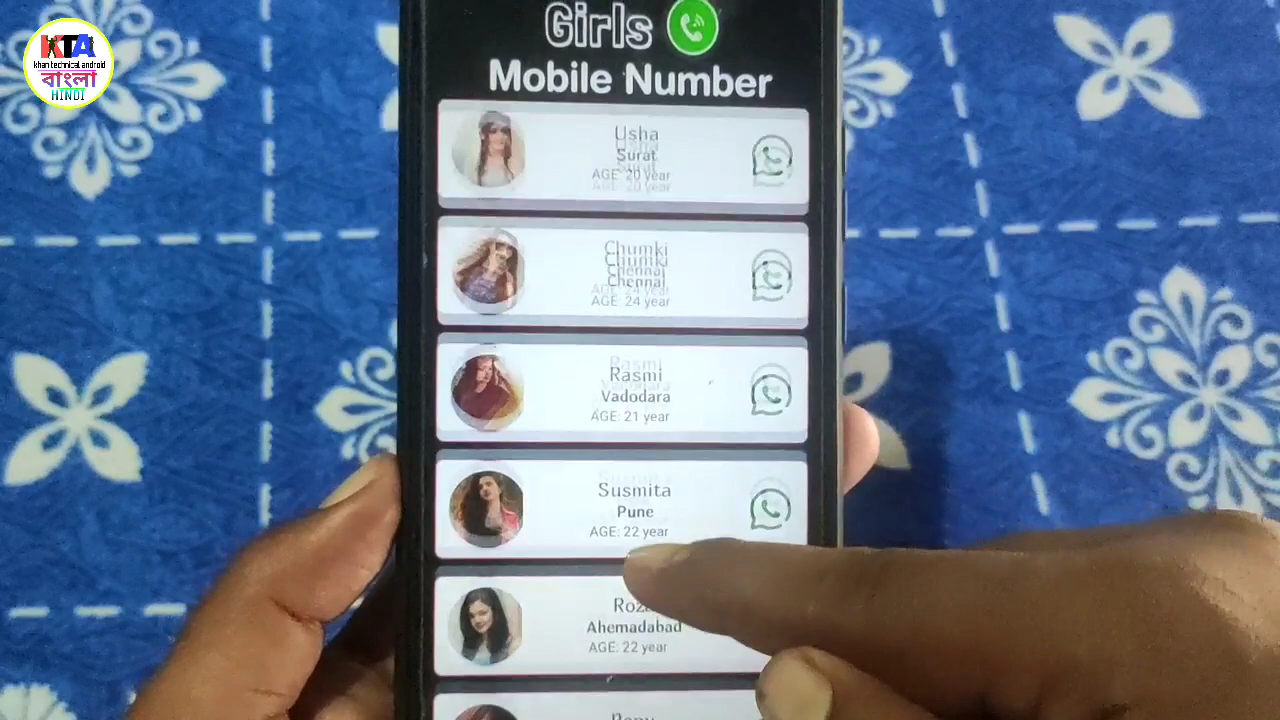 KTA
khan technical android
বাংলা
HINDI
Girls
Mobile Number
Usha
Surat
AGE: 20 year
Chumki
Chennai
AGE: 24 year
Rasmi
Vadodara
AGE: 21 year
Susmita
Pune
AGE: 22 year
Ahemadabad
AGE: 22 year